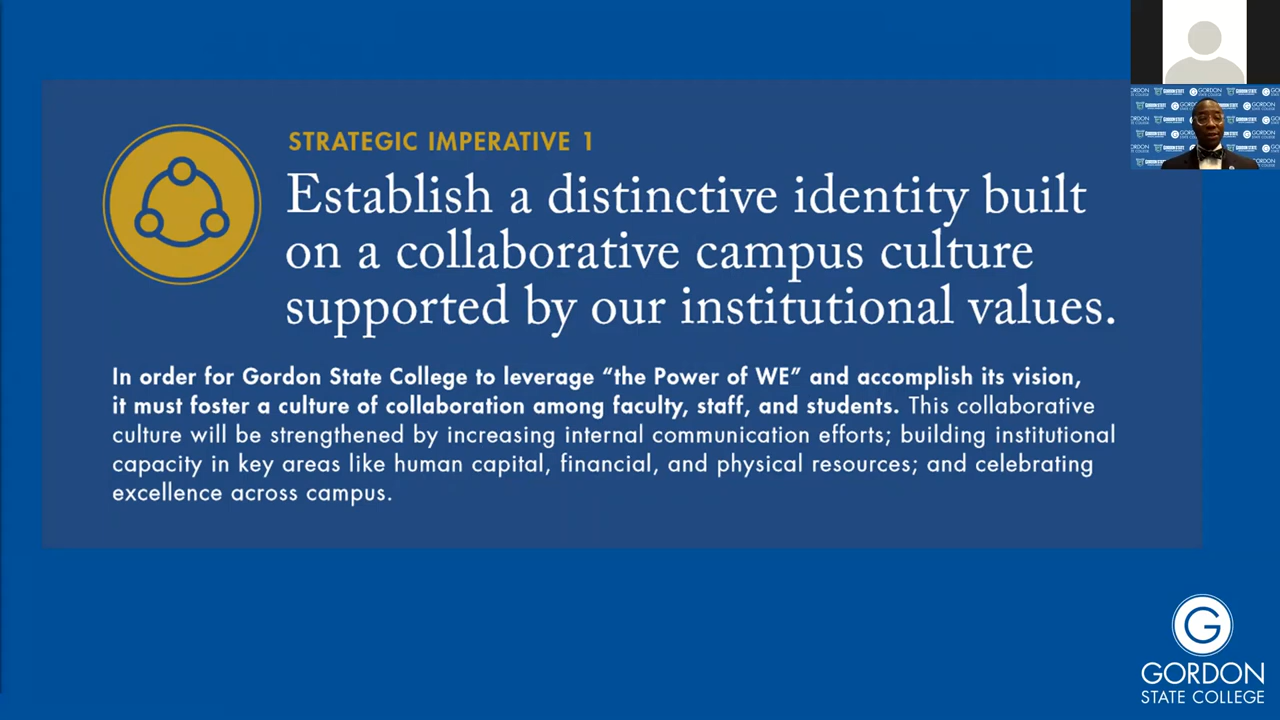 STRATEGIC IMPERATIVE 1
Establish a distinctive identity built
on a collaborative campus culture
supported by our institutional values.
In order for Gordon State College to leverage “the Power of WE” and accomplish its vision,
it must foster a culture of collaboration among faculty, staff, and students. This collaborative
culture will be strengthened by increasing internal communication efforts; building institutional
capacity in key areas like human capital, financial, and physical resources; and celebrating
excellence across campus.
GORDON
STATE COLLEGE
G
GORDON
STATE COLLEGE